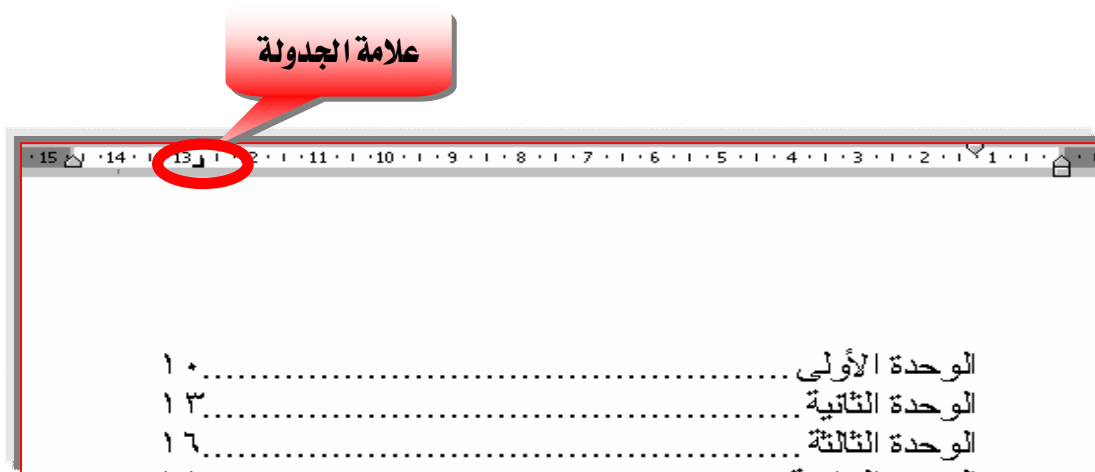 علامة الجدولة
15 14 13 2 11 10 9 8 7 6 5 4 3 2 1
الوحدة الأولى ........................................ ١٠
الوحدة الثانية ........................................ ١٣
الوحدة الثالثة ........................................ ١٦